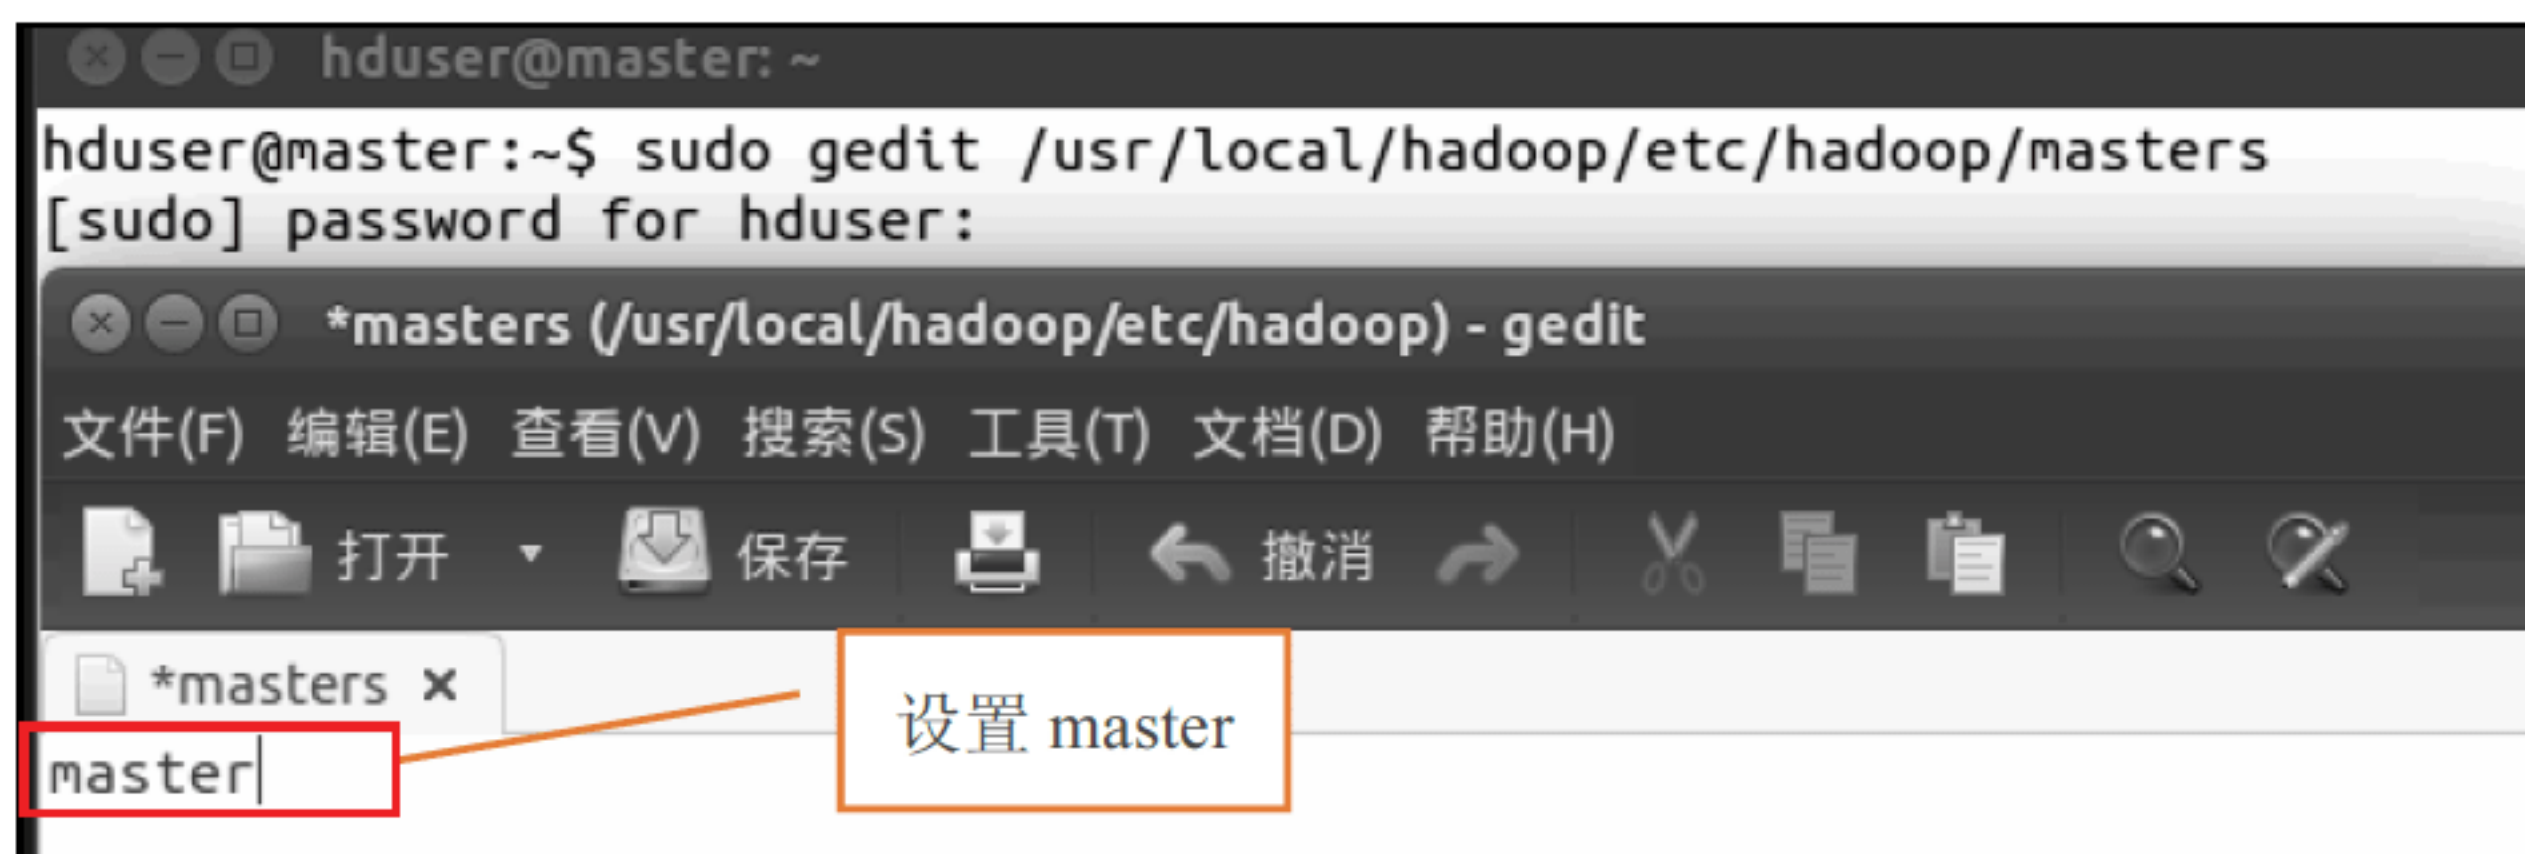 hduser@master: ~
hduser@master:~$ sudo gedit /usr/local/hadoop/etc/hadoop/masters
[sudo] password for hduser:
*masters (/usr/local/hadoop/etc/hadoop) - gedit
文件(F) 编辑(E) 查看(V) 搜索(S) 工具(T) 文档(D) 帮助(H)
打开 保存 撤消
*masters
设置 master
master